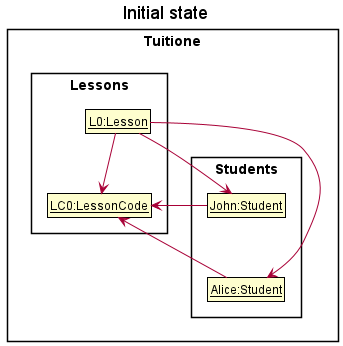 Initial state
Tuitione
Lessons
L0:Lesson
Students
LC0:LessonCode
John:Student
Alice:Student